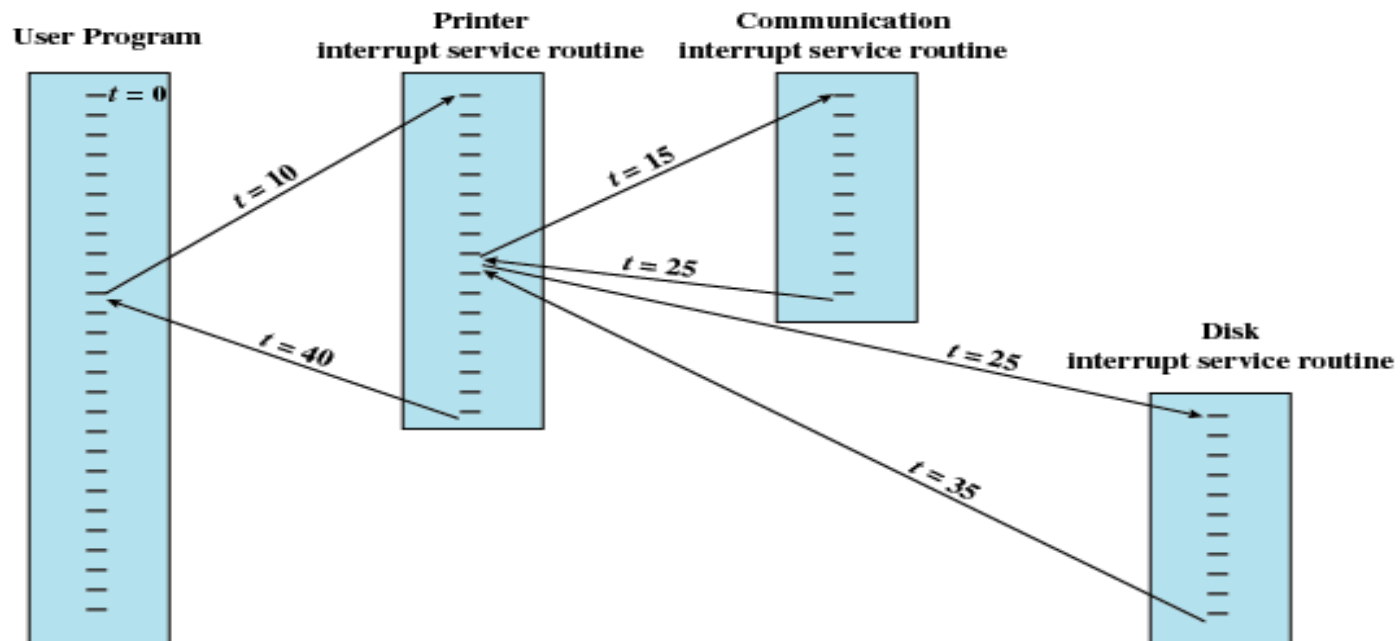 User Program
Printer
interrupt service routine
Communication
interrupt service routine
t = 0
t = 10
t = 15
t = 25
t = 40
t = 25
Disk
interrupt service routine
t = 35